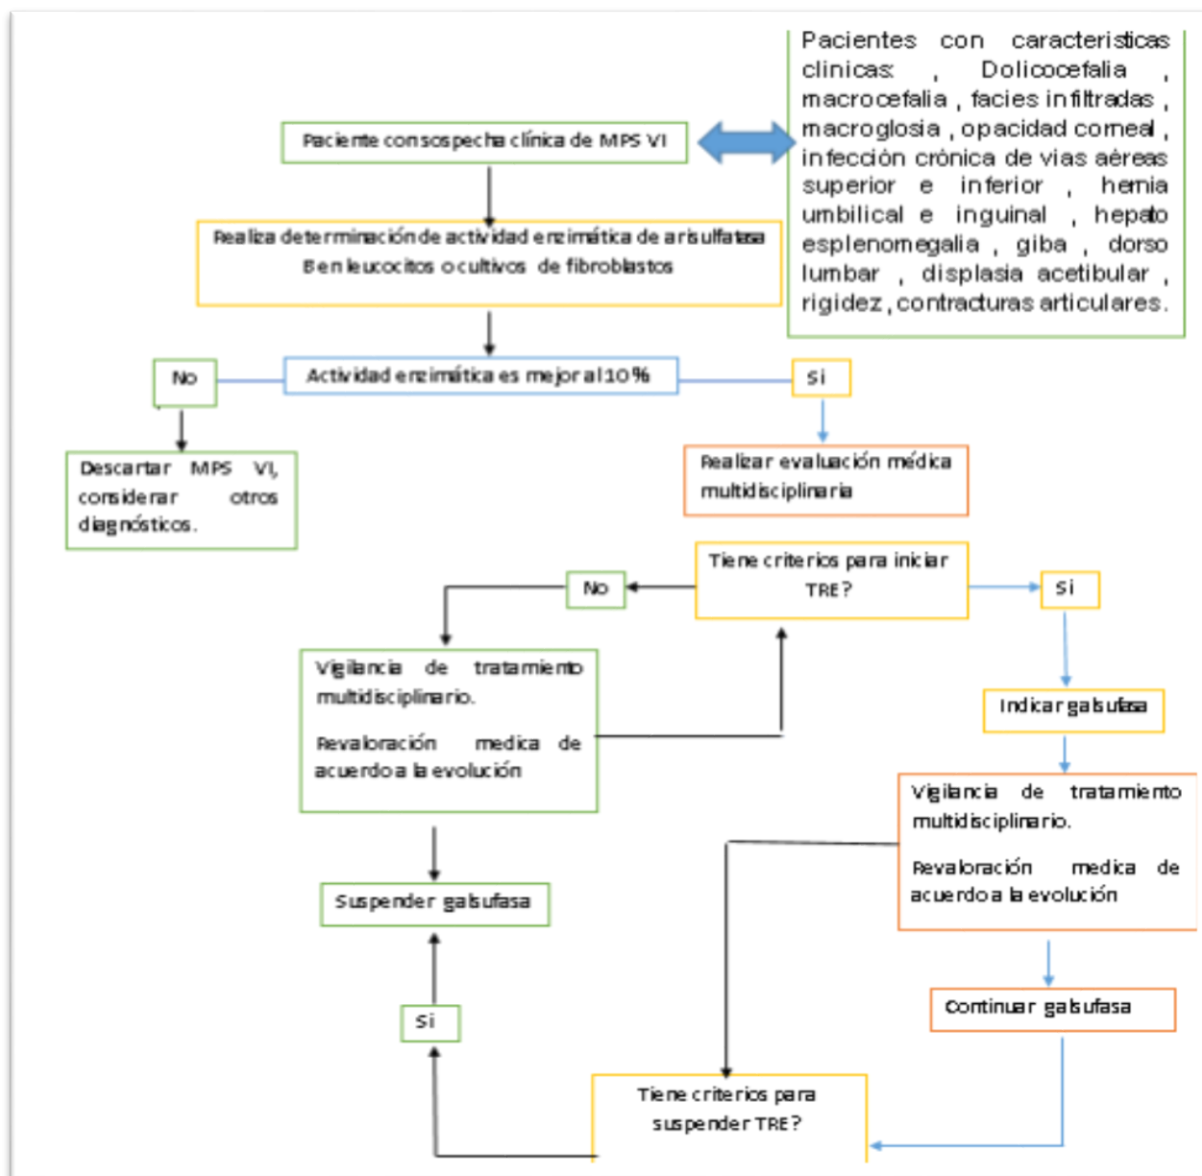 Pacientes con caracteristicas
clinicas: , Dolicocefalia ,
macrocefalia , facies infiltradas ,
macroglosia , opacidad corneal ,
infección crónica de vias aéreas
superior e inferior , hernia
umbilical e inguinal , hepato
esplenomegalia , giba , dorso
lumbar , displasia acetibular ,
rigidez , contracturas articulares.
Paciente con sospecha clínica de MPS VI
Realiza determinación de actividad enzimática de arisulfatasa
B en leucocitos o cultivos de fibroblastos
Actividad enzimática es mejor al 10 %
No
Si
Descartar MPS VI,
considerar otros
diagnósticos.
Realizar evaluación médica
multidisciplinaria
Tiene criterios para iniciar
TRE?
No
Si
Vigilancia de tratamiento
multidisciplinario.
Revaloración medica de
acuerdo a la evolución
Indicar galsufasa
Vigilancia de tratamiento
multidisciplinario.
Revaloración medica de
acuerdo a la evolución
Suspender galsufasa
Continuar galsufasa
Si
Tiene criterios para
suspender TRE?